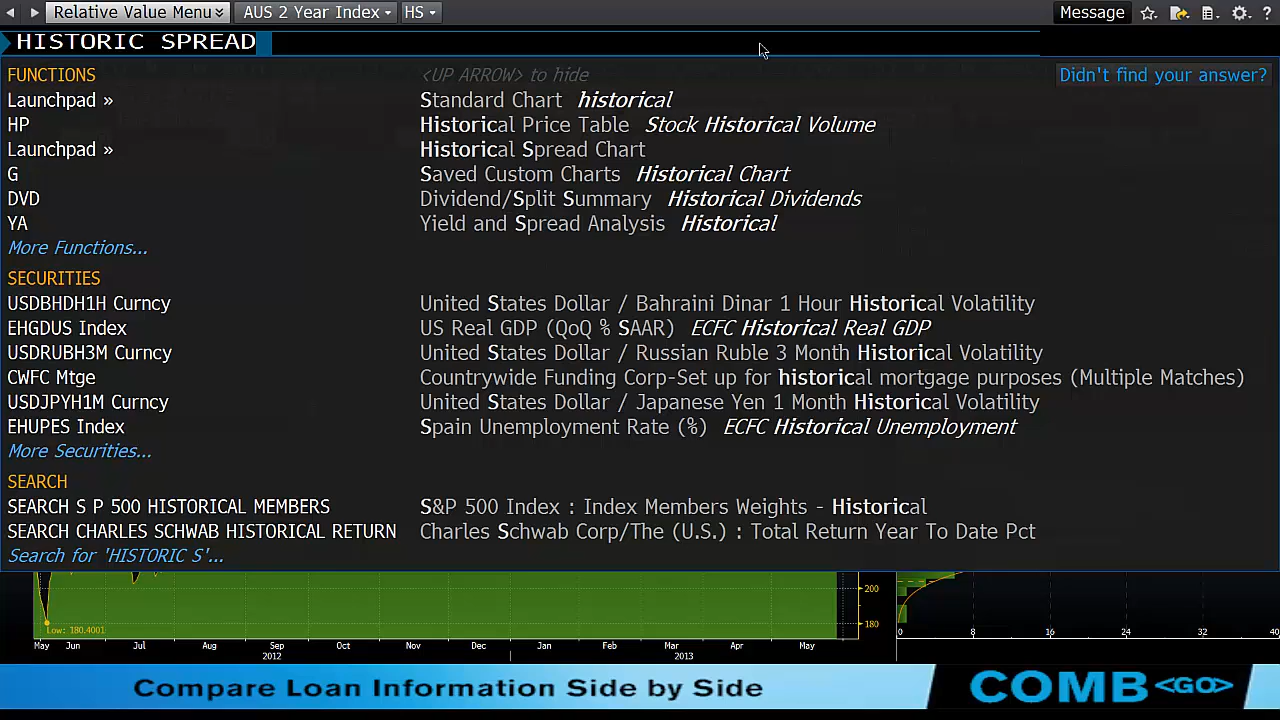 Relative Value Menu AUS 2 Year Index HS Message ?
HISTORIC SPREAD
FUNCTIONS <UP ARROW> to hide Didn't find your answer?
Launchpad » Standard Chart historical
HP Historical Price Table Stock Historical Volume
Launchpad » Historical Spread Chart
G Saved Custom Charts Historical Chart
DVD Dividend/Split Summary Historical Dividends
YA Yield and Spread Analysis Historical
More Functions...
SECURITIES
USDBHDH1H Curncy United States Dollar / Bahraini Dinar 1 Hour Historical Volatility
EHGDUS Index US Real GDP (QoQ % SAAR) ECFC Historical Real GDP
USDRUBH3M Curncy United States Dollar / Russian Ruble 3 Month Historical Volatility
CWFC Mtge Countrywide Funding Corp-Set up for historical mortgage purposes (Multiple Matches)
USDJPYH1M Curncy United States Dollar / Japanese Yen 1 Month Historical Volatility
EHUPES Index Spain Unemployment Rate (%) ECFC Historical Unemployment
More Securities...
SEARCH
SEARCH S P 500 HISTORICAL MEMBERS S&P 500 Index : Index Members Weights - Historical
SEARCH CHARLES SCHWAB HISTORICAL RETURN Charles Schwab Corp/The (U.S.) : Total Return Year To Date Pct
Search for 'HISTORIC S'...
200
Low: 180.4001 180 0 8 16 24 32 40
May Jun Jul Aug Sep Oct Nov Dec Jan Feb Mar Apr May
2012 2013
Compare Loan Information Side by Side COMB <GO>